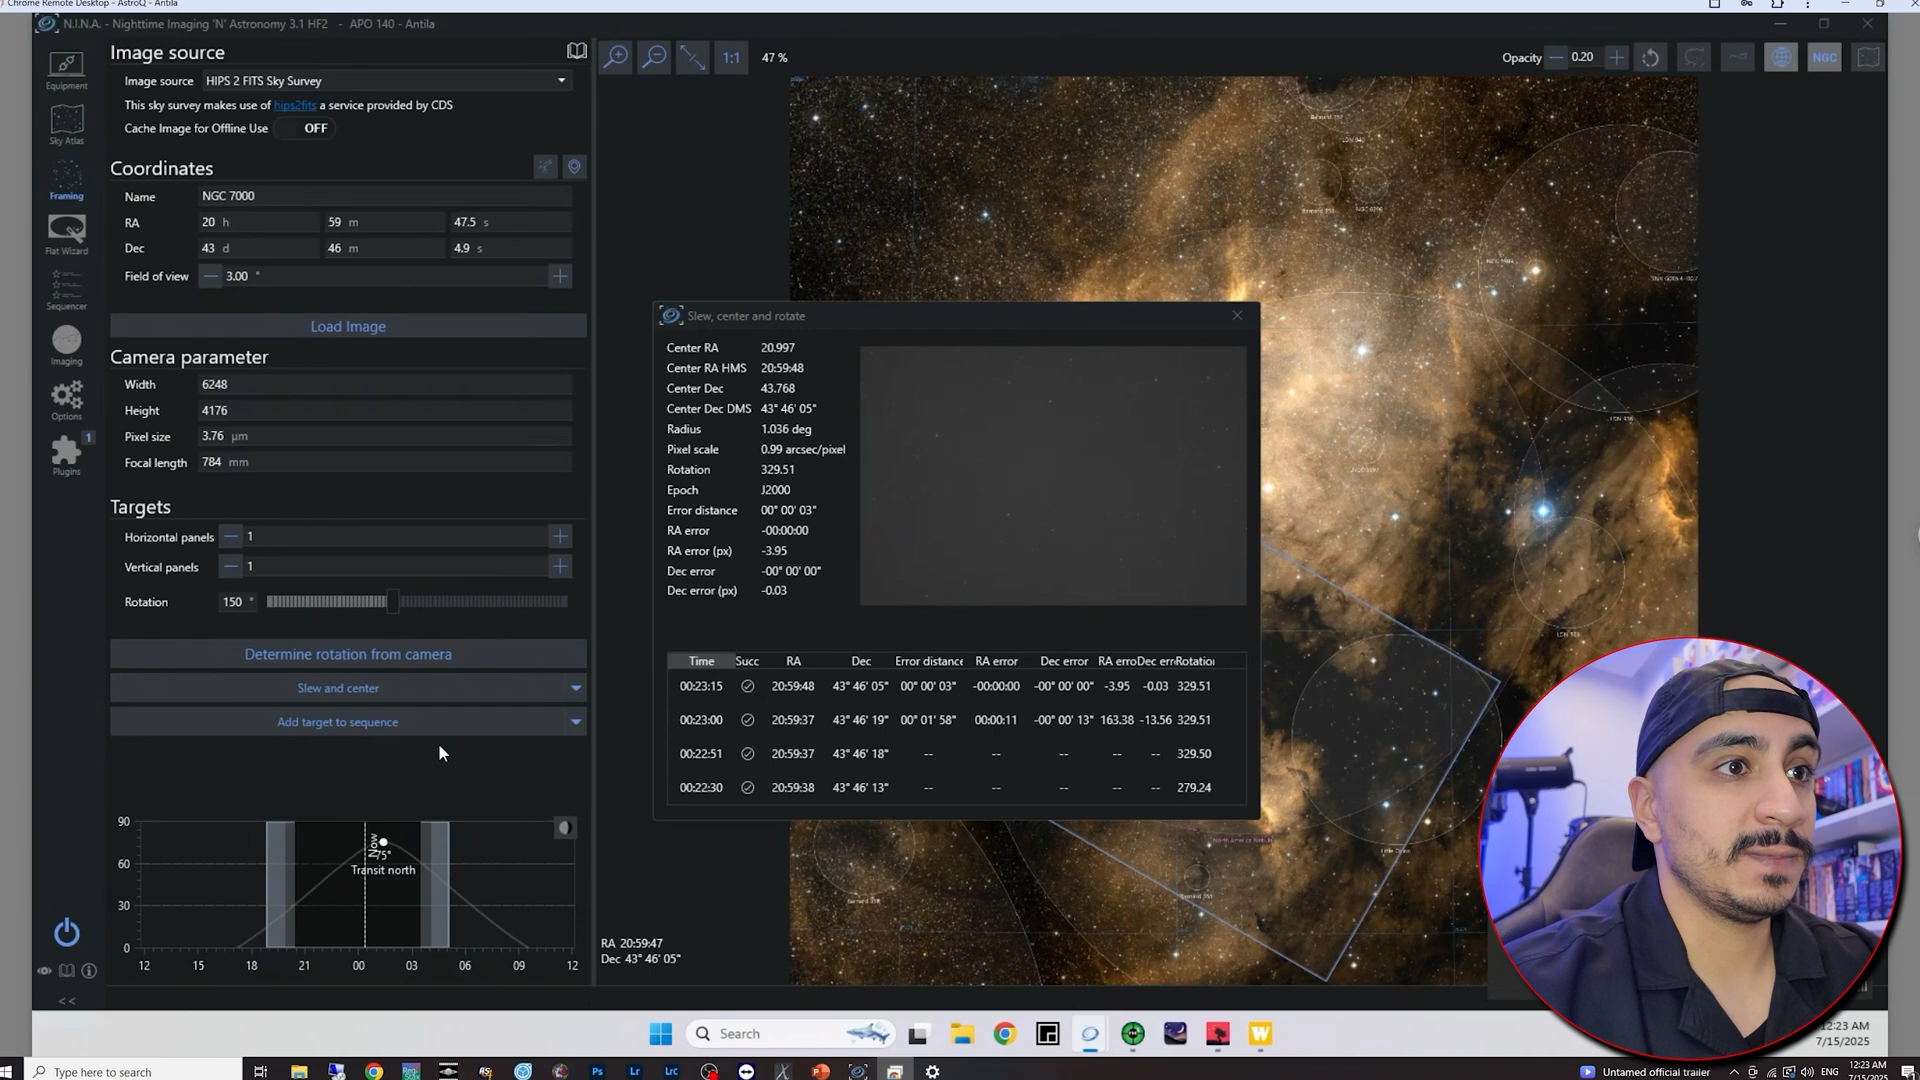 Chrome Remote Desktop - AstroQ - Antila
N.I.N.A. - Nighttime Imaging 'N' Astronomy 3.1 HF2 - APO 140 - Antila
Equipment
Sky Atlas
Framing
Flat Wizard
Sequencer
Imaging
Options
1
Plugins
<<
Image source
Image source HIPS 2 FITS Sky Survey
This sky survey makes use of hips2fits a service provided by CDS
Cache Image for Offline Use OFF
Coordinates
Name NGC 7000
RA 20 h 59 m 47.5 s
Dec 43 d 46 m 4.9 s
Field of view 3.00 °
Load Image
Camera parameter
Width 6248
Height 4176
Pixel size 3.76 µm
Focal length 784 mm
Targets
Horizontal panels 1
Vertical panels 1
Rotation 150 °
Determine rotation from camera
Slew and center
Add target to sequence
90
60
30
0
Now
75°
Transit north
12 15 18 21 00 03 06 09 12
1:1 47 %
Opacity 0.20 NGC
Slew, center and rotate
Center RA 20.997
Center RA HMS 20:59:48
Center Dec 43.768
Center Dec DMS 43° 46' 05"
Radius 1.036 deg
Pixel scale 0.99 arcsec/pixel
Rotation 329.51
Epoch J2000
Error distance 00° 00' 03"
RA error -00:00:00
RA error (px) -3.95
Dec error -00° 00' 00"
Dec error (px) -0.03
Time Succ RA Dec Error distance RA error Dec error RA erro Dec err Rotation
00:23:15 20:59:48 43° 46' 05" 00° 00' 03" -00:00:00 -00° 00' 00" -3.95 -0.03 329.51
00:23:00 20:59:37 43° 46' 19" 00° 01' 58" 00:00:11 -00° 00' 13" 163.38 -13.56 329.51
00:22:51 20:59:37 43° 46' 18" -- -- -- -- -- 329.50
00:22:30 20:59:38 43° 46' 13" -- -- -- -- -- 279.24
North America Nebula
RA 20:59:47
Dec 43° 46' 05"
Search
12:23 AM
7/15/2025
Type here to search
Ps Lr Lrc
Untamed official trailer
ENG
12:23 AM
7/15/2025